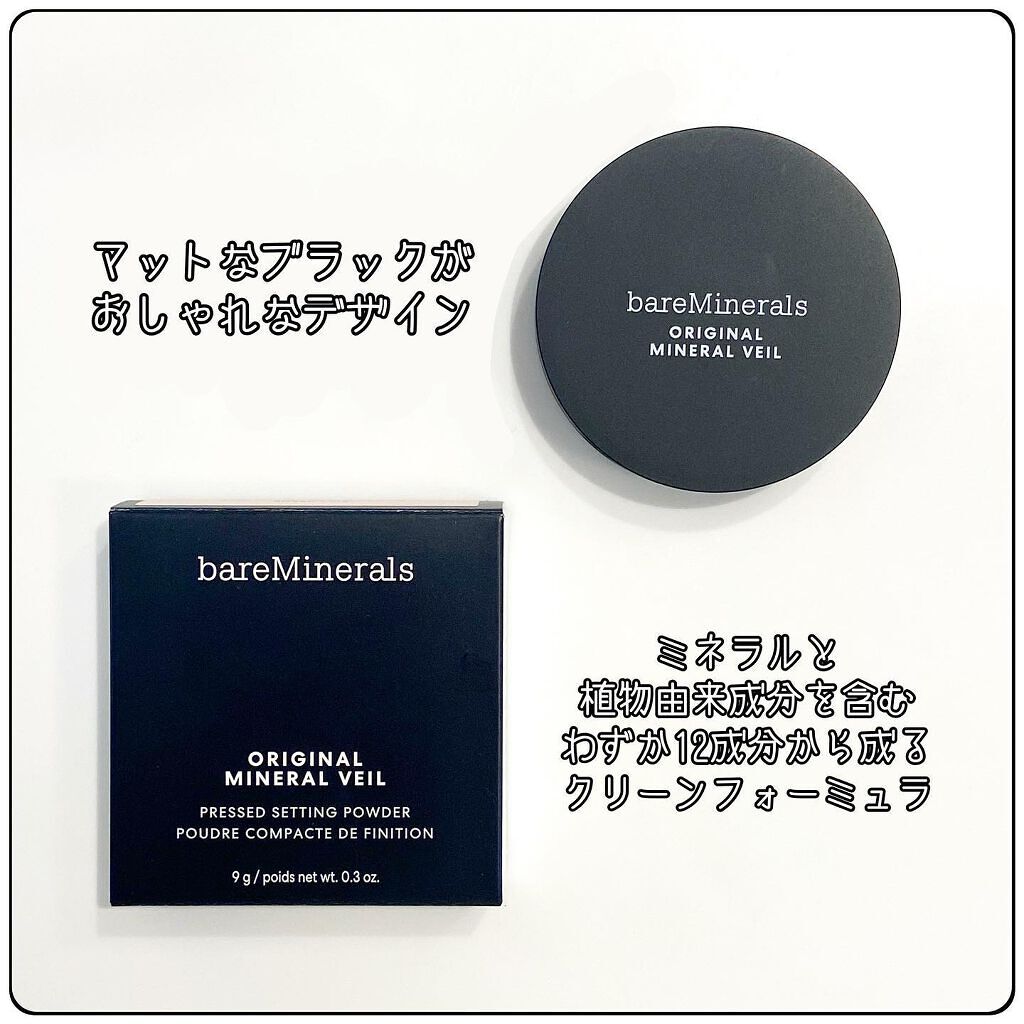 マットなブラックが
おしゃれなデザイン
bareMinerals
ORIGINAL
MINERAL VEIL
bareMinerals
ORIGINAL
MINERAL VEIL
PRESSED SETTING POWDER
POUDRE COMPACTE DE FINITION
9 g / poids net wt. 0.3 oz.
ミネラルと
植物由来成分を含む
わずか12成分から成る
クリーンフォーミュラ